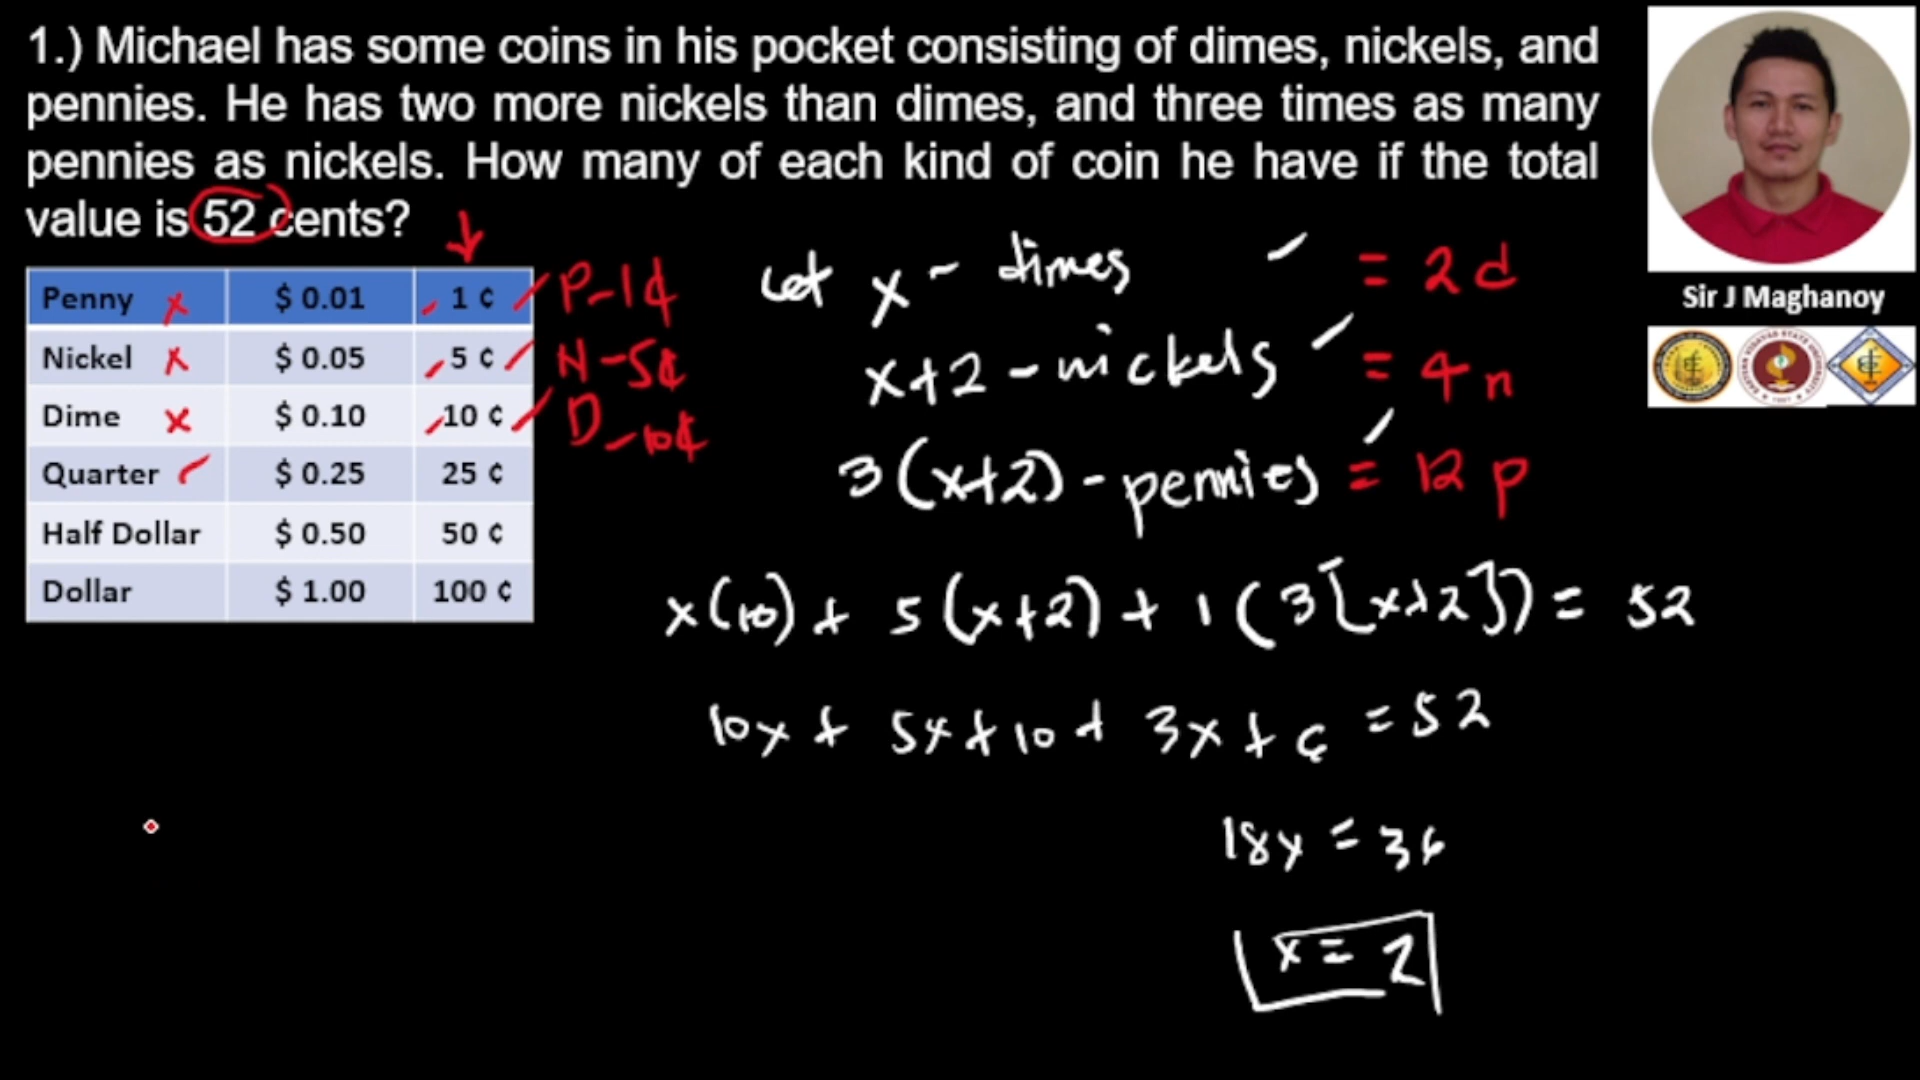 1.) Michael has some coins in his pocket consisting of dimes, nickels, and
pennies. He has two more nickels than dimes, and three times as many
pennies as nickels. How many of each kind of coin he have if the total
value is 52 cents?
Sir J Maghanoy
Penny x $ 0.01 1 ¢ P-1¢
Nickel x $ 0.05 5 ¢ N-5¢
Dime x $ 0.10 10 ¢ D-10¢
Quarter $ 0.25 25 ¢
Half Dollar $ 0.50 50 ¢
Dollar $ 1.00 100 ¢
Let x - dimes = 2d
x+2 - nickels = 4n
3(x+2) - pennies = 12 p
x(10) + 5(x+2) + 1(3[x+2]) = 52
10x + 5x+10+ 3x+6 = 52
18x = 36
x = 2